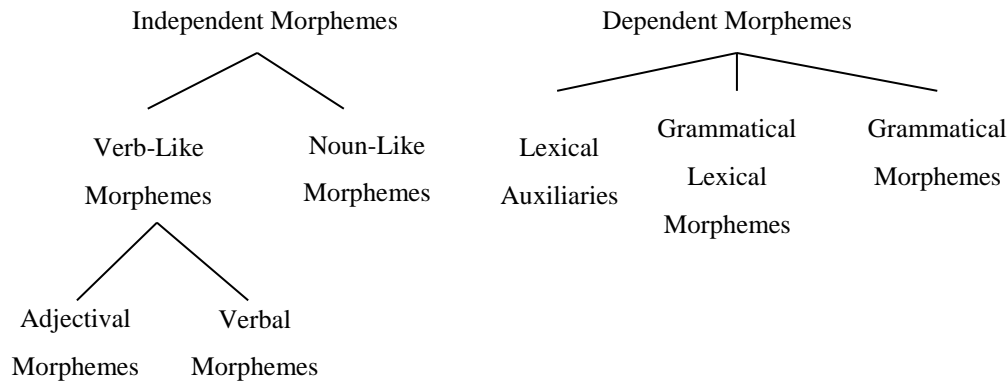 Independent Morphemes
Dependent Morphemes
Verb-Like
Morphemes
Noun-Like
Morphemes
Lexical
Auxiliaries
Grammatical
Lexical
Morphemes
Grammatical
Morphemes
Adjectival
Morphemes
Verbal
Morphemes